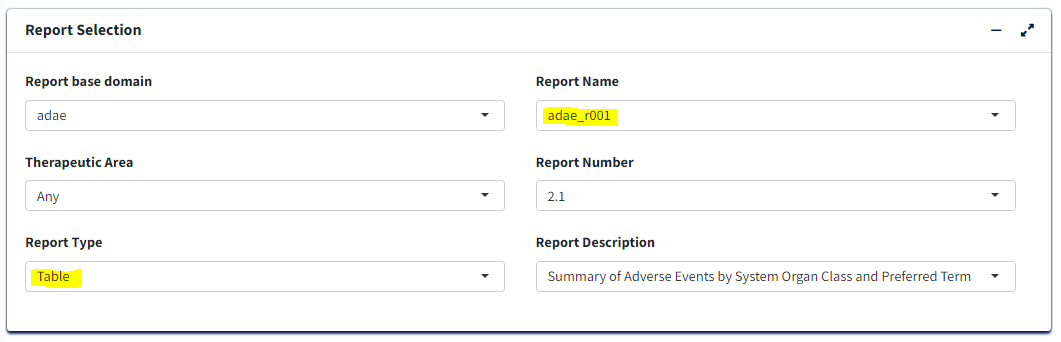 Report Selection
Report base domain
adae
Report Name
adae_r001
Therapeutic Area
Any
Report Number
2.1
Report Type
Table
Report Description
Summary of Adverse Events by System Organ Class and Preferred Term